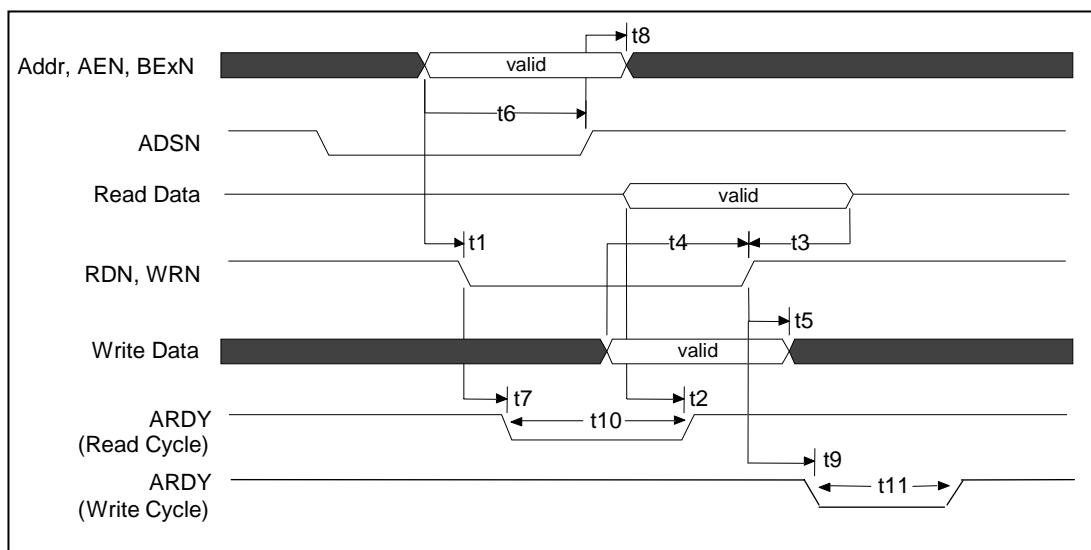 t8
Addr, AEN, BExN
valid
t6
ADSN
Read Data
valid
t1
t4
t3
RDN, WRN
t5
Write Data
valid
t7
t2
ARDY
(Read Cycle)
t10
t9
ARDY
(Write Cycle)
t11